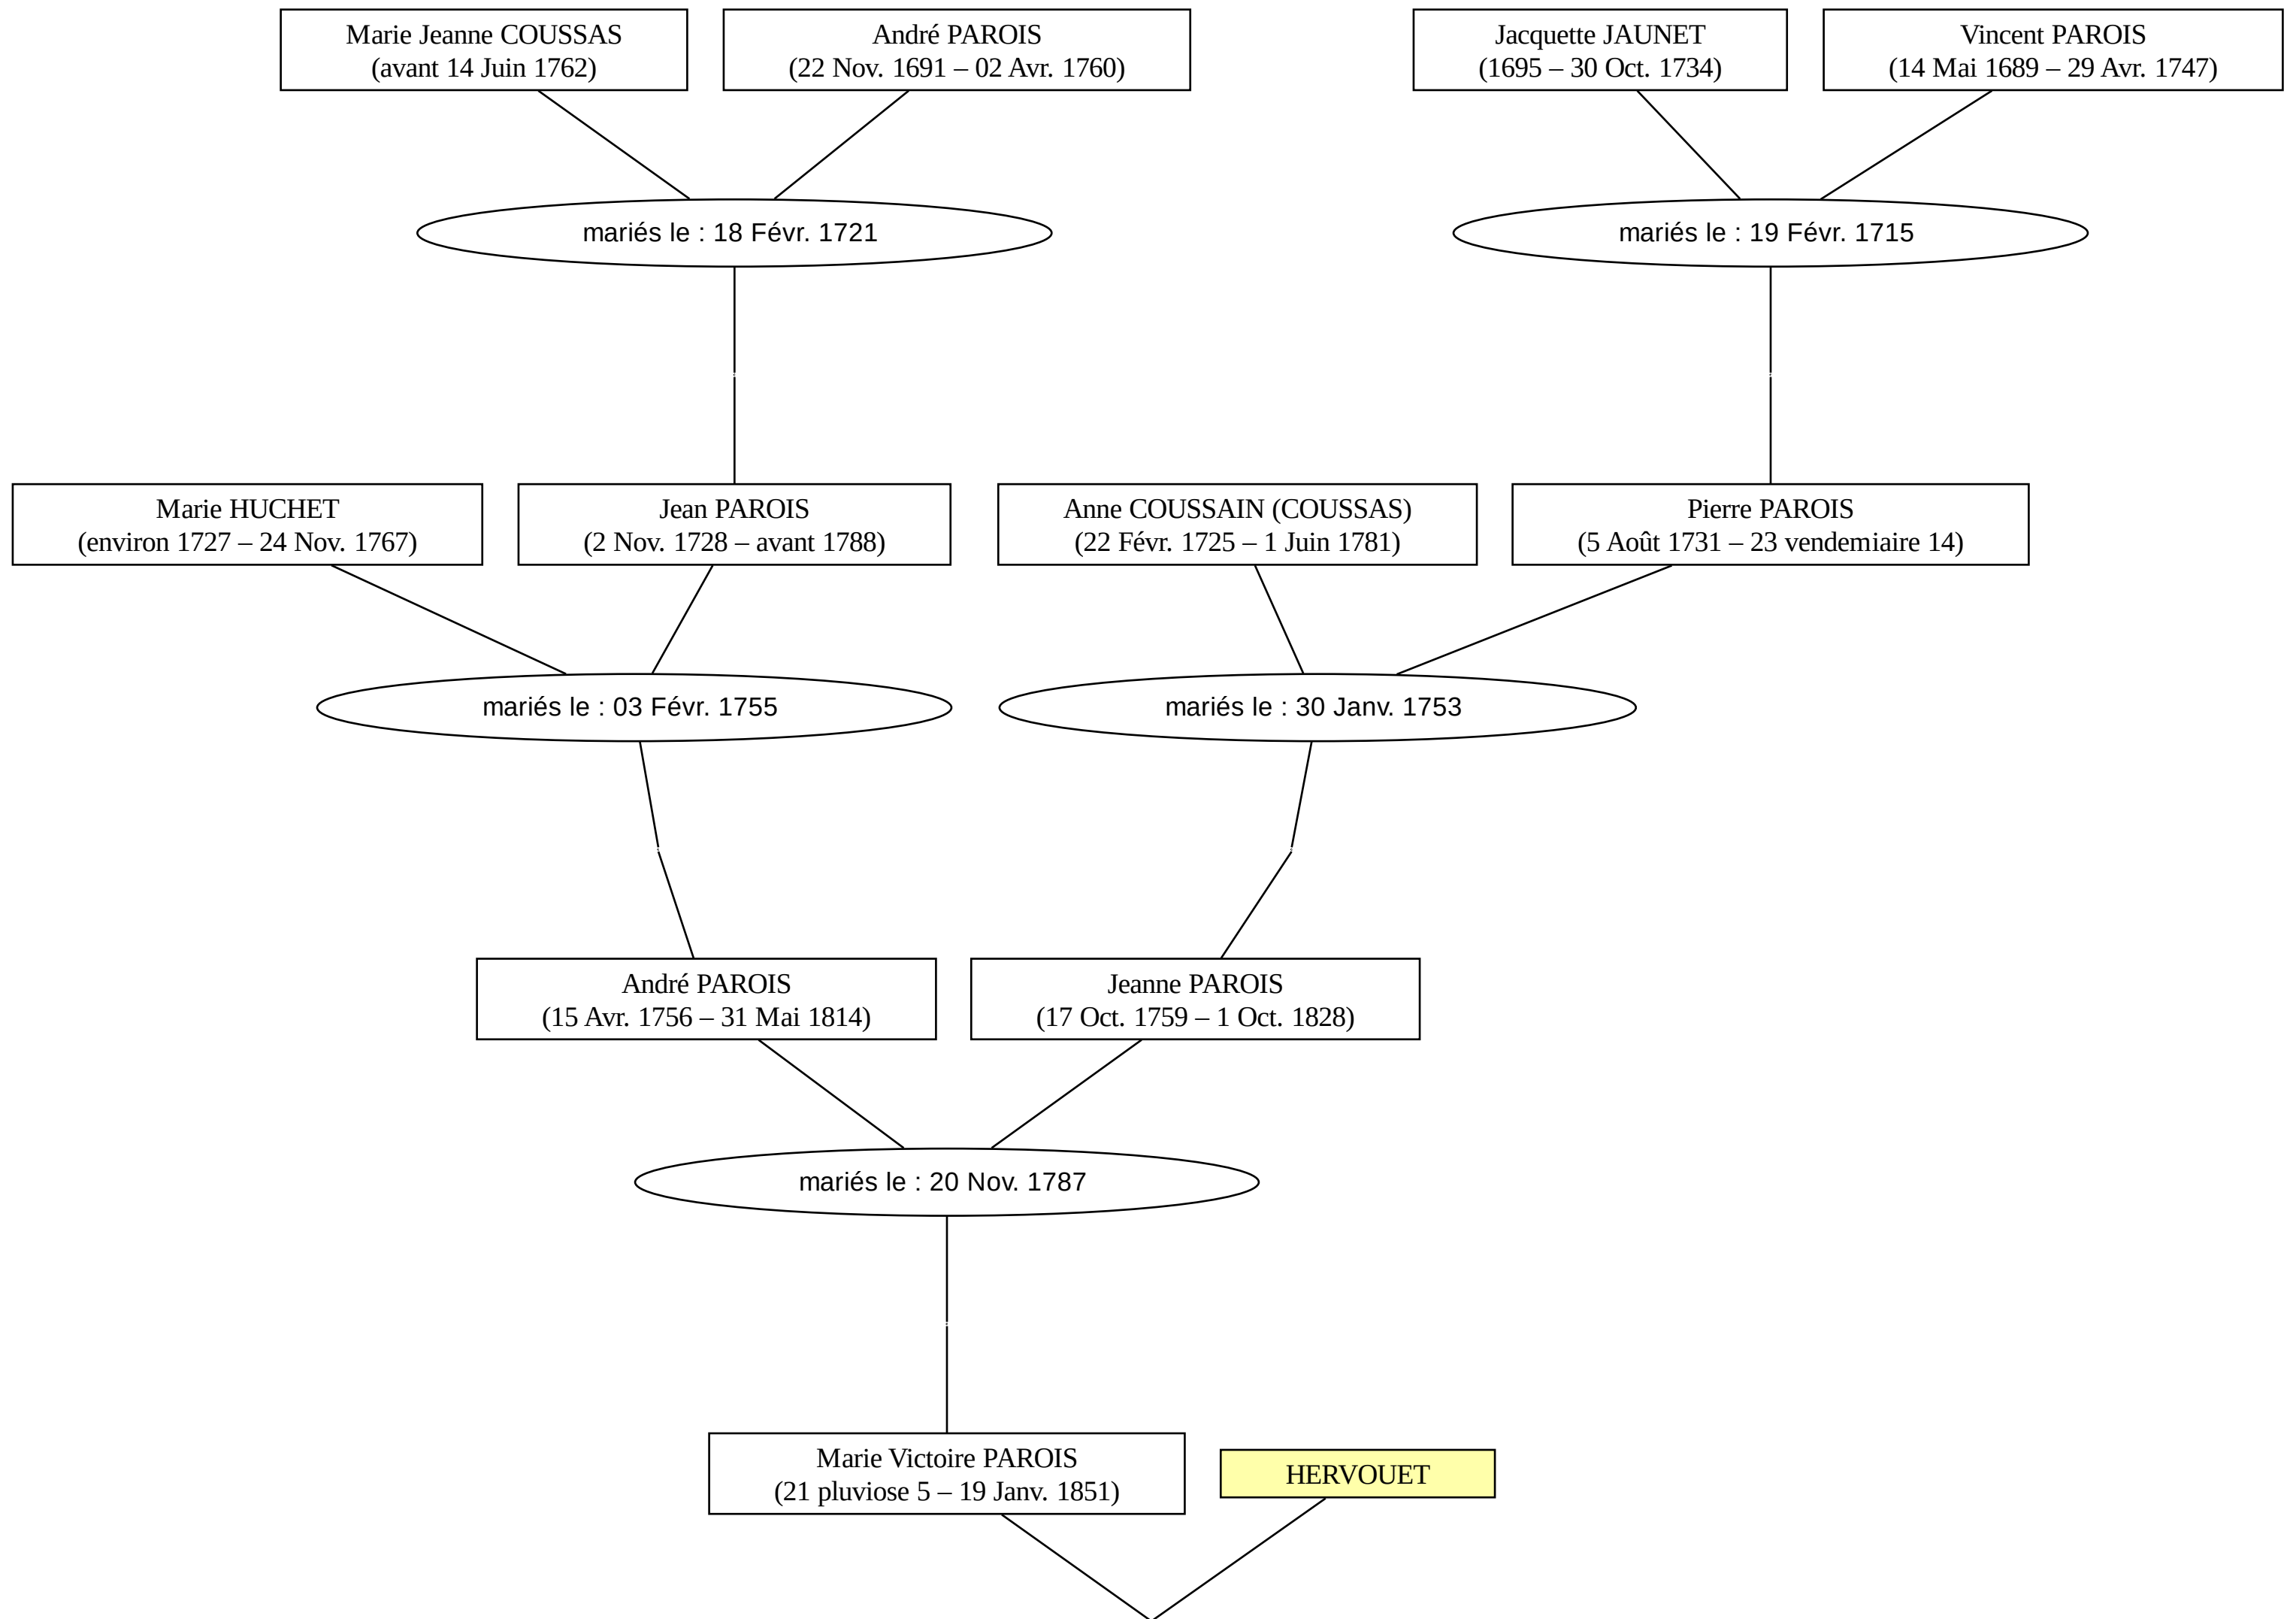 Marie Jeanne COUSSAS
(avant 14 Juin 1762)
André PAROIS
(22 Nov. 1691 – 02 Avr. 1760)
Jacquette JAUNET
(1695 – 30 Oct. 1734)
Vincent PAROIS
(14 Mai 1689 – 29 Avr. 1747)
mariés le : 18 Févr. 1721
mariés le : 19 Févr. 1715
Marie HUCHET
(environ 1727 – 24 Nov. 1767)
Jean PAROIS
(2 Nov. 1728 – avant 1788)
Anne COUSSAIN (COUSSAS)
(22 Févr. 1725 – 1 Juin 1781)
Pierre PAROIS
(5 Août 1731 – 23 vendemiaire 14)
mariés le : 03 Févr. 1755
mariés le : 30 Janv. 1753
André PAROIS
(15 Avr. 1756 – 31 Mai 1814)
Jeanne PAROIS
(17 Oct. 1759 – 1 Oct. 1828)
mariés le : 20 Nov. 1787
Marie Victoire PAROIS
(21 pluviose 5 – 19 Janv. 1851)
HERVOUET